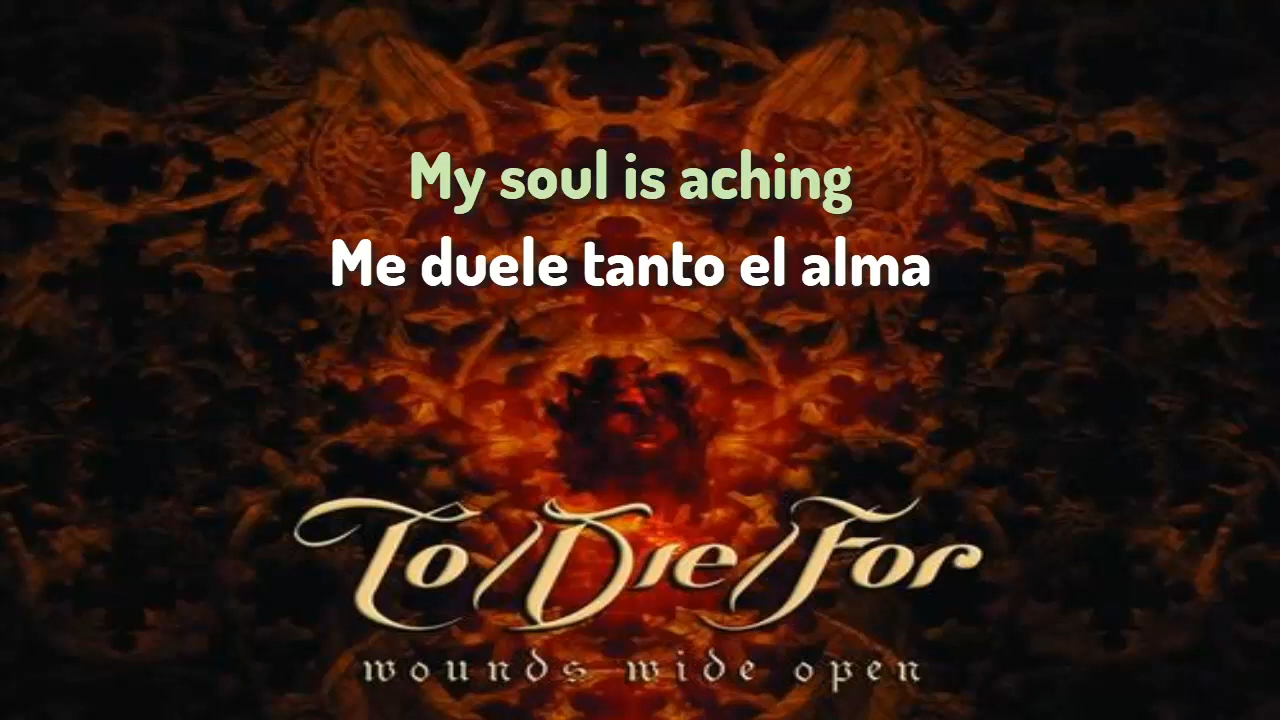 My soul is aching
Me duele tanto el alma
To/Die/For
wounds wide open